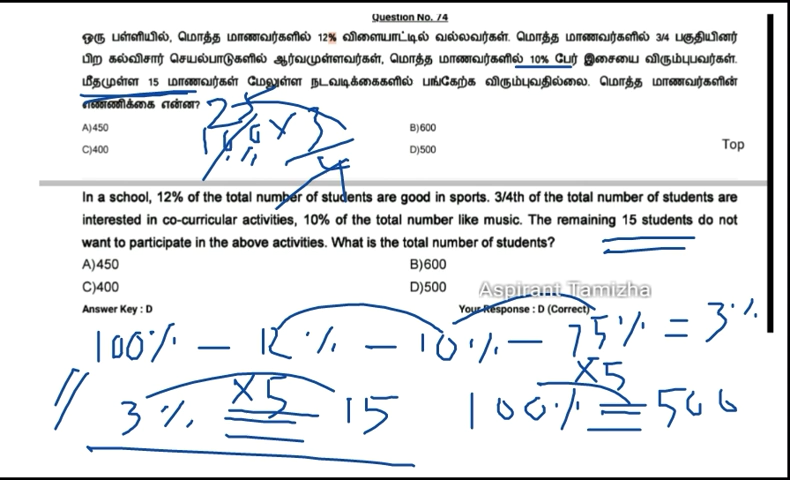 Question No. 74
ஒரு பள்ளியில், மொத்த மாணவர்களில் 12% விளையாட்டில் வல்லவர்கள். மொத்த மாணவர்களில் 3/4 பகுதியினர்
பிற கல்விசார் செயல்பாடுகளில் ஆர்வமுள்ளவர்கள், மொத்த மாணவர்களில் 10% பேர் இசையை விரும்புபவர்கள்.
மீதமுள்ள 15 மாணவர்கள் மேலுள்ள நடவடிக்கைகளில் பங்கேற்க விரும்புவதில்லை. மொத்த மாணவர்களின்
எண்ணிக்கை என்ன?
25
100% × 3/4
A)450 B)600
C)400 D)500
Top
In a school, 12% of the total number of students are good in sports. 3/4th of the total number of students are
interested in co-curricular activities, 10% of the total number like music. The remaining 15 students do not
want to participate in the above activities. What is the total number of students?
A)450 B)600
C)400 D)500
Aspirant Tamizha
Answer Key : D Your Response : D (Correct)
100% - 12% - 10% - 75% = 3%
×5 ×5
3% = 15 100% = 500